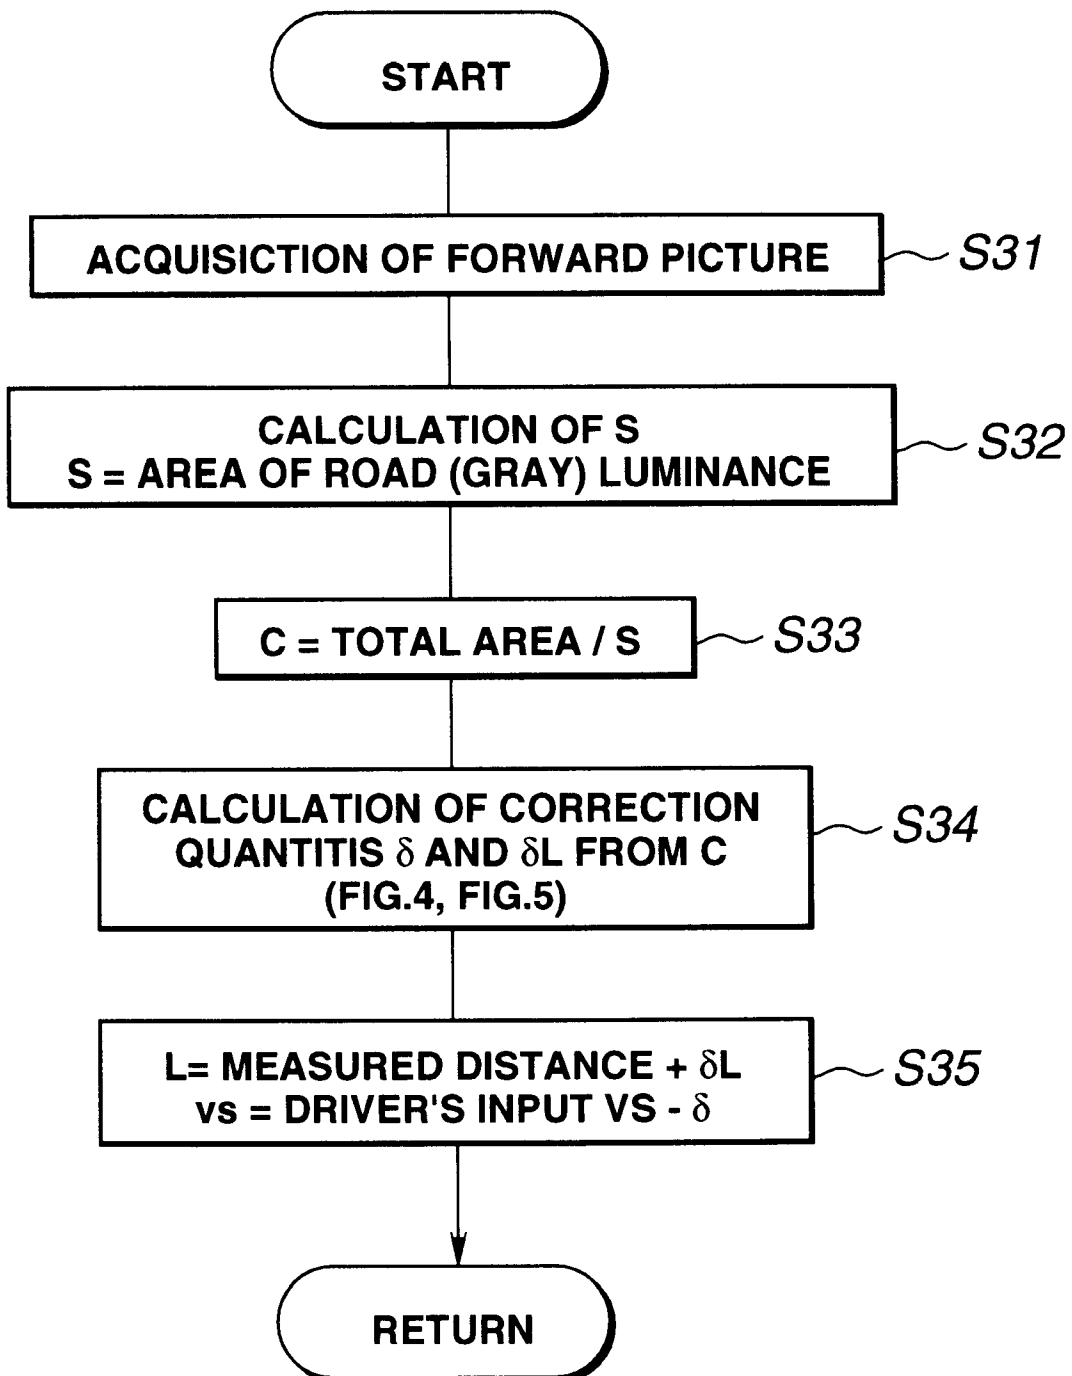 START
ACQUISICTION OF FORWARD PICTURE
S31
CALCULATION OF S
S = AREA OF ROAD (GRAY) LUMINANCE
S32
C = TOTAL AREA / S
S33
CALCULATION OF CORRECTION
QUANTITIS δ AND δL FROM C
(FIG.4, FIG.5)
S34
L= MEASURED DISTANCE + δL
vs = DRIVER'S INPUT VS - δ
S35
RETURN